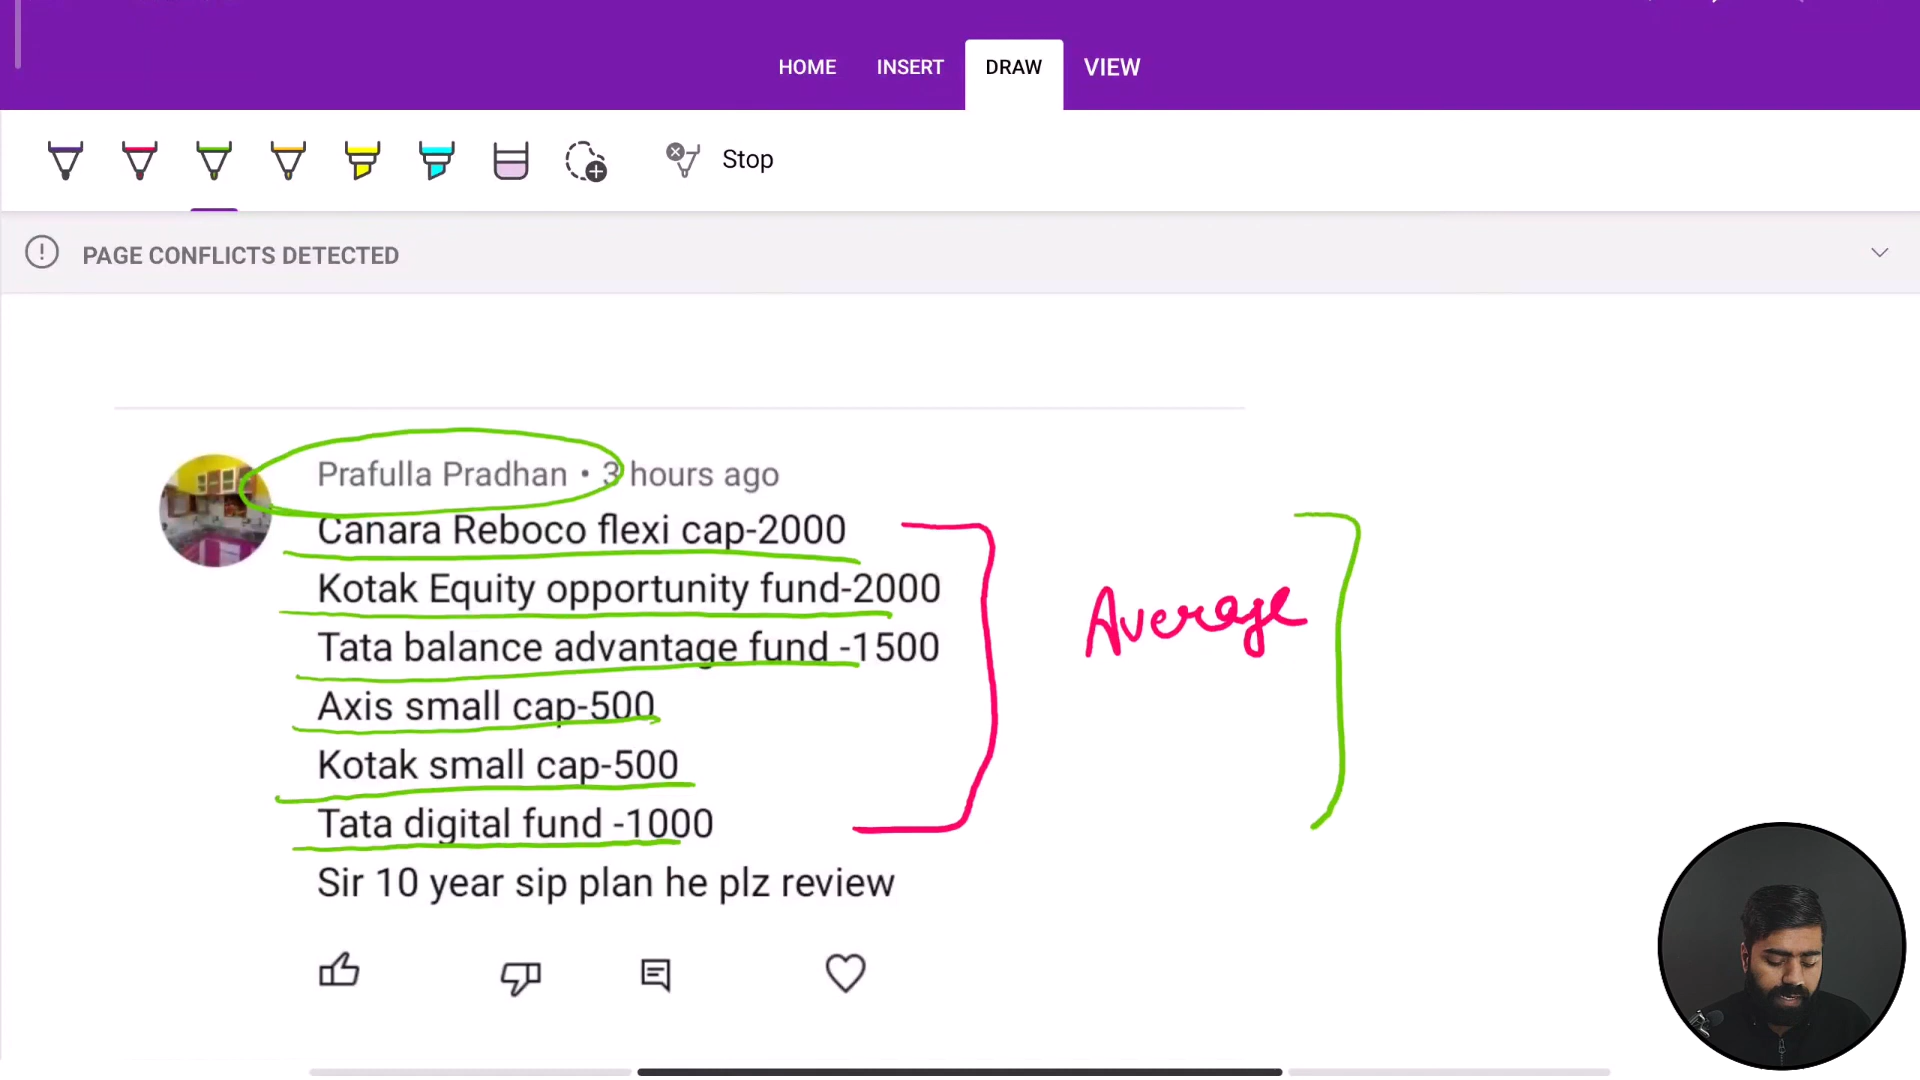 HOME INSERT DRAW VIEW
Stop
PAGE CONFLICTS DETECTED
Prafulla Pradhan • 3 hours ago
Canara Reboco flexi cap-2000
Kotak Equity opportunity fund-2000
Tata balance advantage fund -1500
Axis small cap-500
Kotak small cap-500
Tata digital fund -1000
Sir 10 year sip plan he plz review
Average